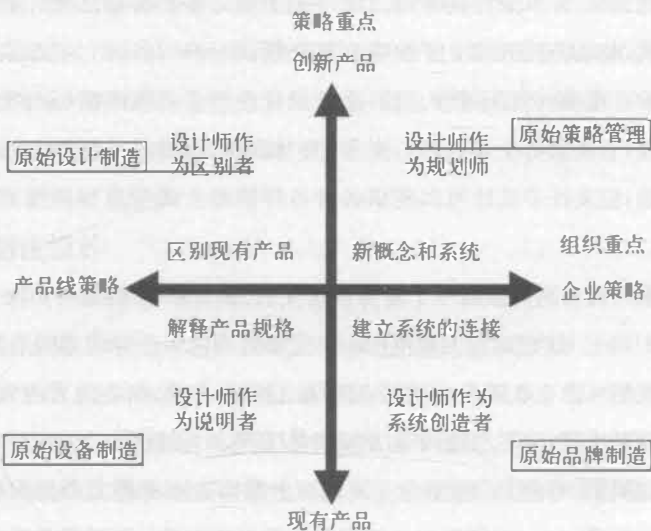 策略重点
创新产品
设计师作
为区别者
设计师作
为规划师
原始策略管理
原始设计制造
区别现有产品
新概念和系统
组织重点
产品线策略
企业策略
解释产品规格
建立系统的连接
设计师作
为说明者
设计师作为
系统创造者
原始设备制造
原始品牌制造
现有产品